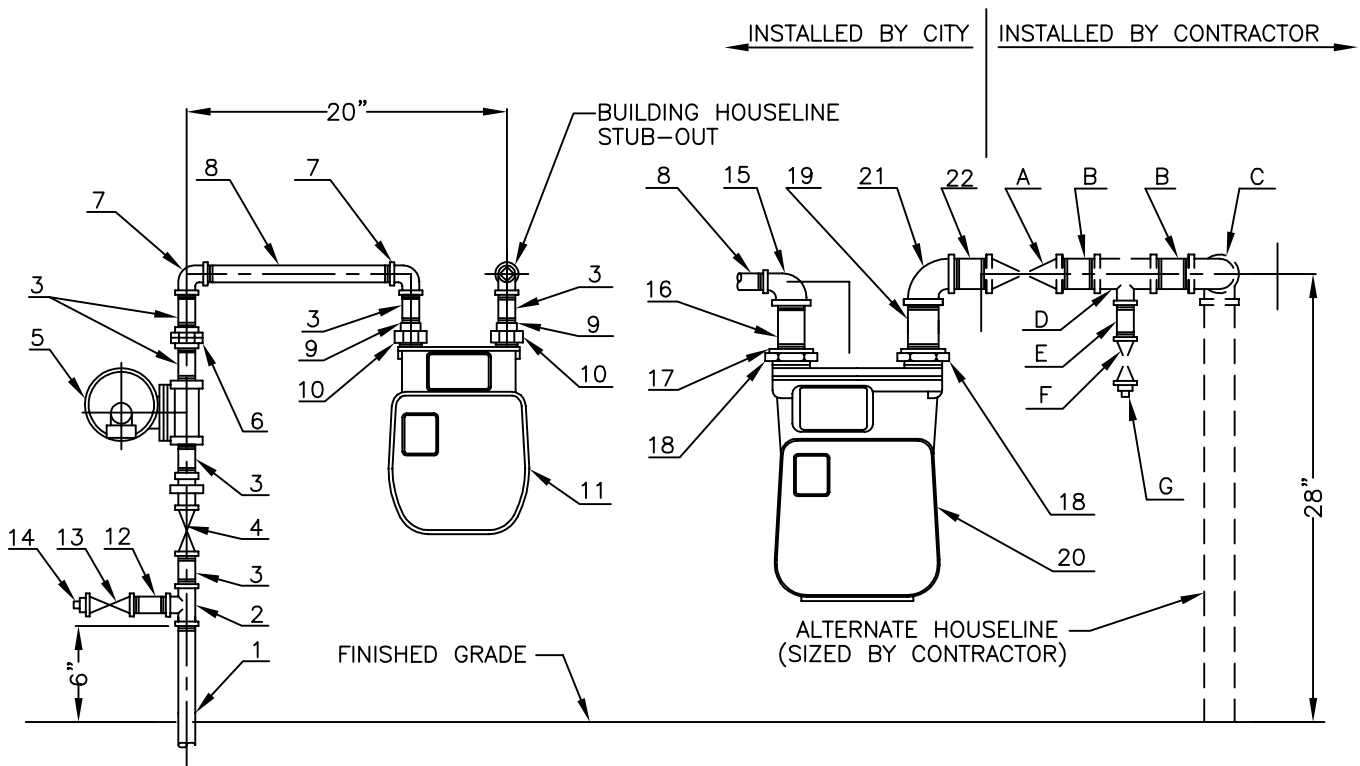 INSTALLED BY CITY
INSTALLED BY CONTRACTOR
20"
BUILDING HOUSELINE
STUB-OUT
8
7
7
8
15
19
21
22
A
B
B
C
3
3
3
5
9
9
10
10
6
16
17
18
D
E
F
G
3
11
18
4
14
13
12
3
2
20
28"
1
6"
FINISHED GRADE
ALTERNATE HOUSELINE
(SIZED BY CONTRACTOR)